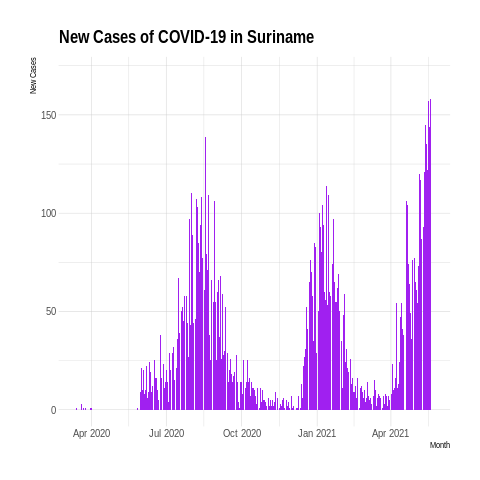 New Cases of COVID-19 in Suriname
New Cases
150
100
50
0
Apr 2020 Jul 2020 Oct 2020 Jan 2021 Apr 2021
Month